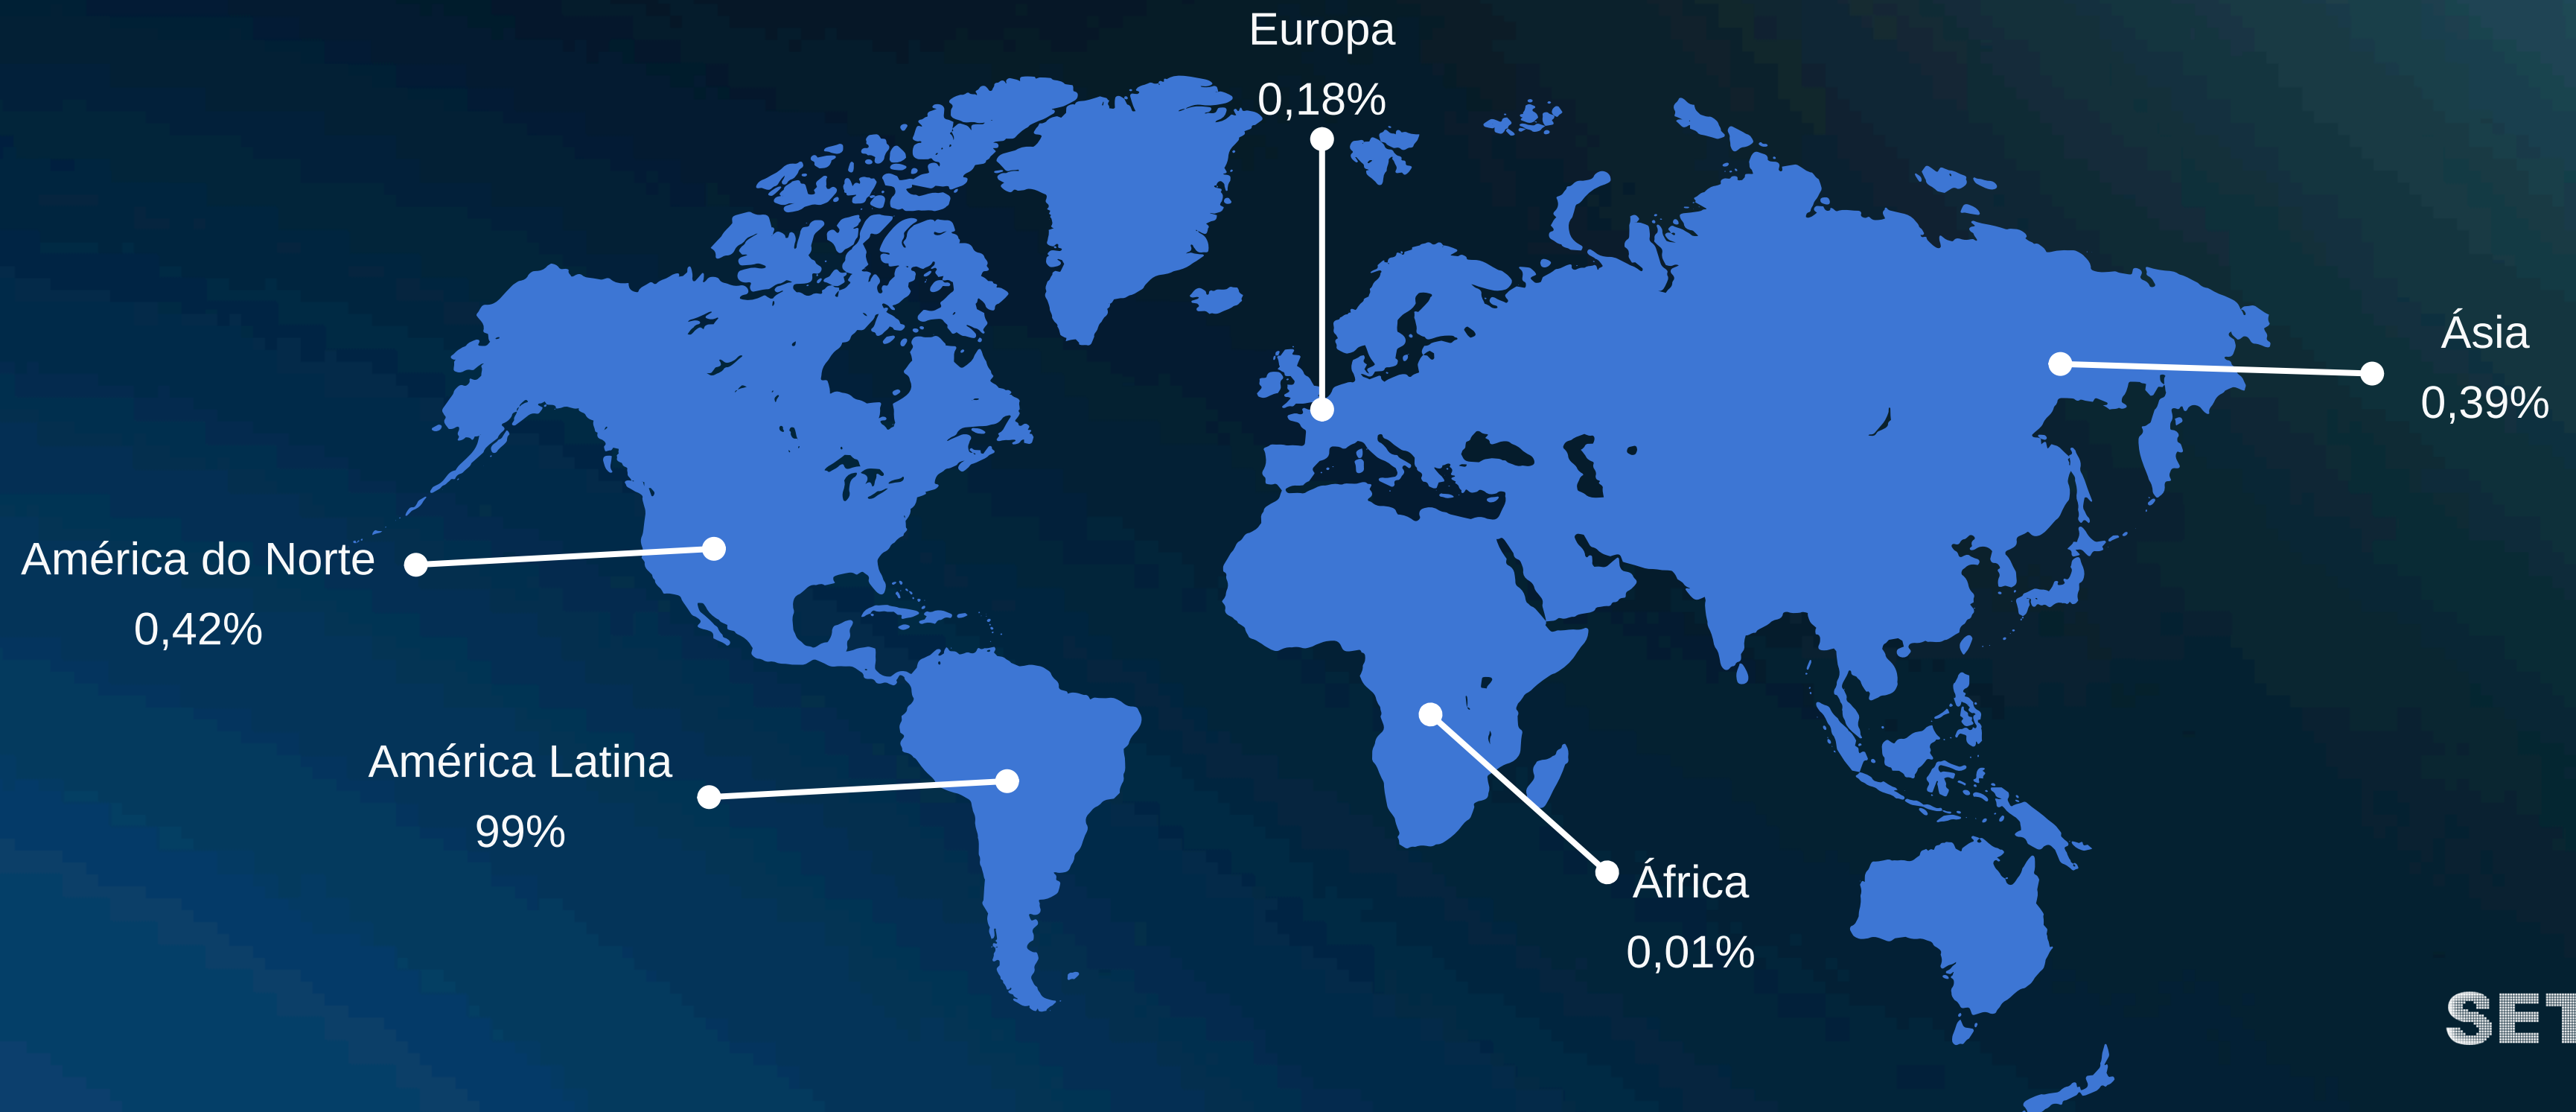 Europa
0,18%
Ásia
0,39%
América do Norte
0,42%
América Latina
99%
África
0,01%
SET